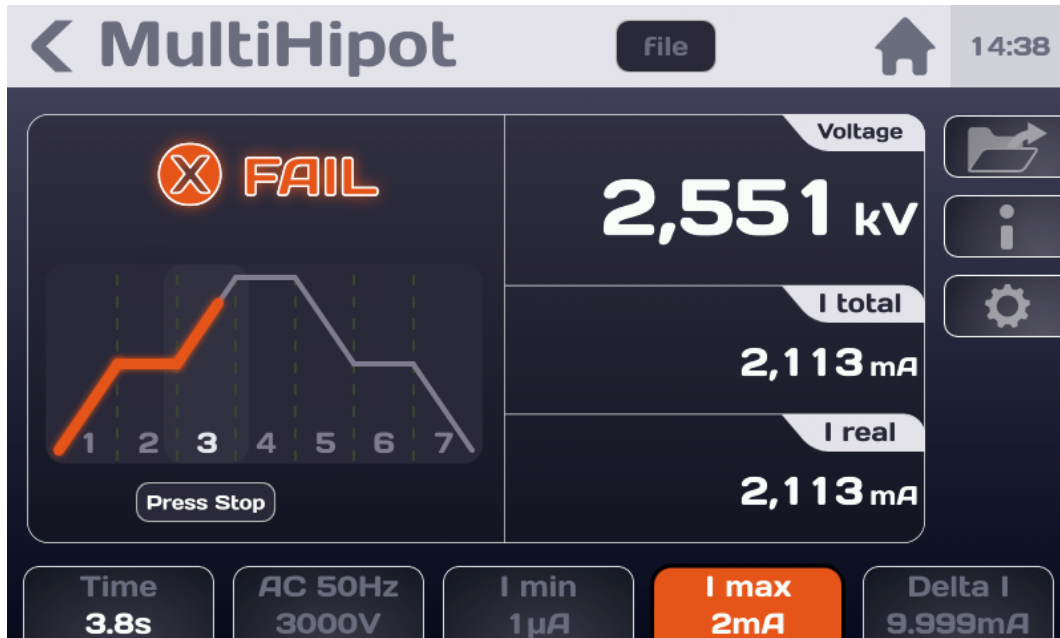 MultiHipot
File
14:38
FAIL
1 2 3 4 5 6 7
Press Stop
Voltage
2,551 kV
I total
2,113 mA
I real
2,113 mA
Time
3.8s
AC 50Hz
3000V
I min
1µA
I max
2mA
Delta I
9.999mA